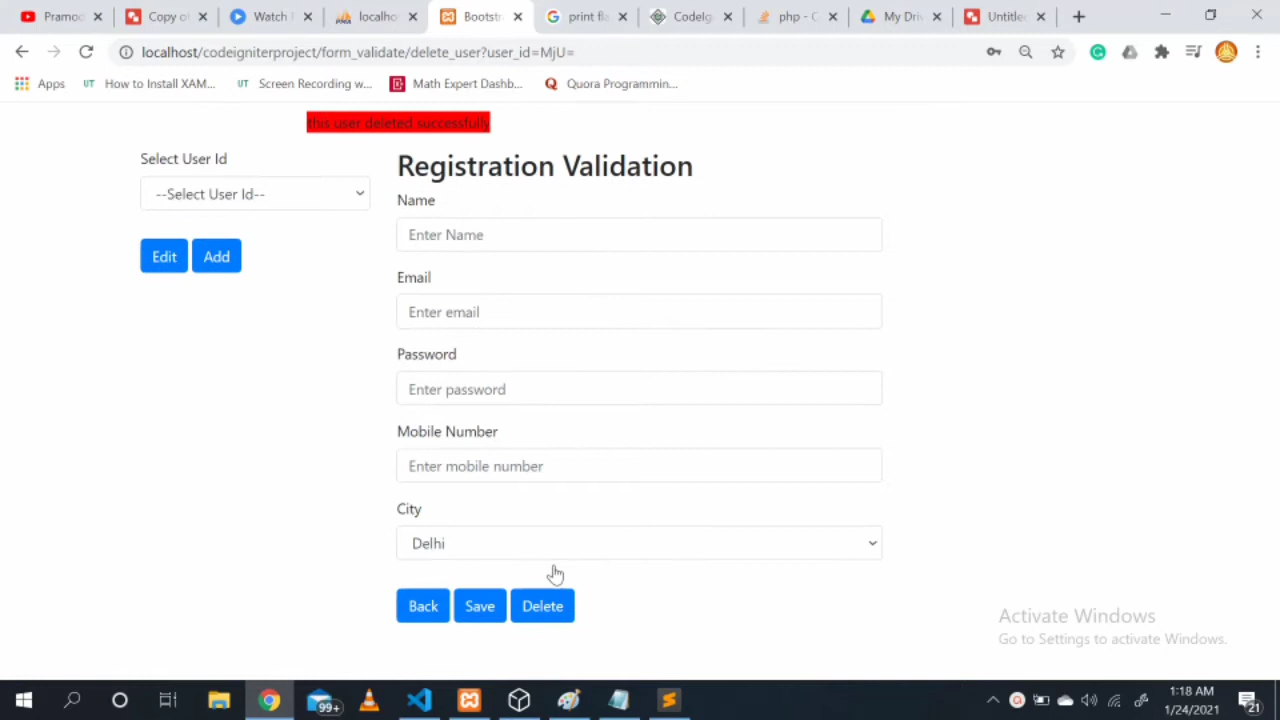 Pramod
Copy of
Watch
localho
Bootstr
print fla
CodeIg
php - C
My Driv
Untitled
localhost/codeigniterproject/form_validate/delete_user?user_id=MjU=
Apps
How to Install XAM...
Screen Recording w...
Math Expert Dashb...
Quora Programmin...
this user deleted successfully
Select User Id
--Select User Id--
Edit
Add
Registration Validation
Name
Enter Name
Email
Enter email
Password
Enter password
Mobile Number
Enter mobile number
City
Delhi
Back
Save
Delete
Activate Windows
Go to Settings to activate Windows.
99+
1:18 AM
1/24/2021
21